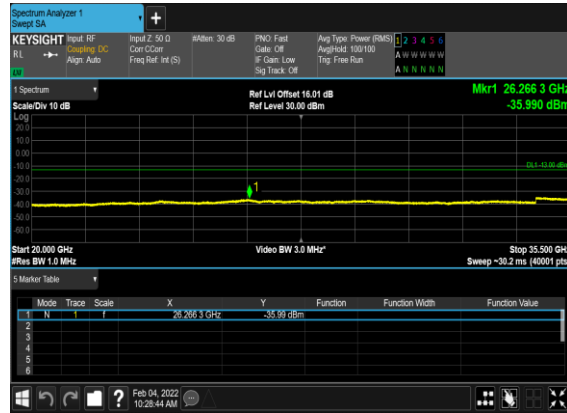 Spectrum Analyzer 1
Swept SA
+
KEYSIGHT Input: RF Input Z: 50 Ω #Atten: 30 dB PNO: Fast Avg Type: Power (RMS) 1 2 3 4 5 6
RL Coupling: DC Corr CCorr Gate: Off Avg|Hold: 100/100 A W W W W W
Align: Auto Freq Ref: Int (S) IF Gain: Low Trig: Free Run A N N N N N
Sig Track: Off
1 Spectrum Ref Lvl Offset 16.01 dB Mkr1 26.266 3 GHz
Scale/Div 10 dB Ref Level 30.00 dBm -35.990 dBm
Log
20.0
10.0
0.00
-10.0 DL1 -13.00 dBm
-20.0
-30.0 1
-40.0
-50.0
-60.0
Start 20.000 GHz Video BW 3.0 MHz* Stop 35.500 GHz
#Res BW 1.0 MHz Sweep ~30.2 ms (40001 pts)
5 Marker Table
Mode Trace Scale X Y Function Function Width Function Value
1 N 1 f 26.266 3 GHz -35.99 dBm
2
3
4
5
6
? Feb 04, 2022
10:28:44 AM